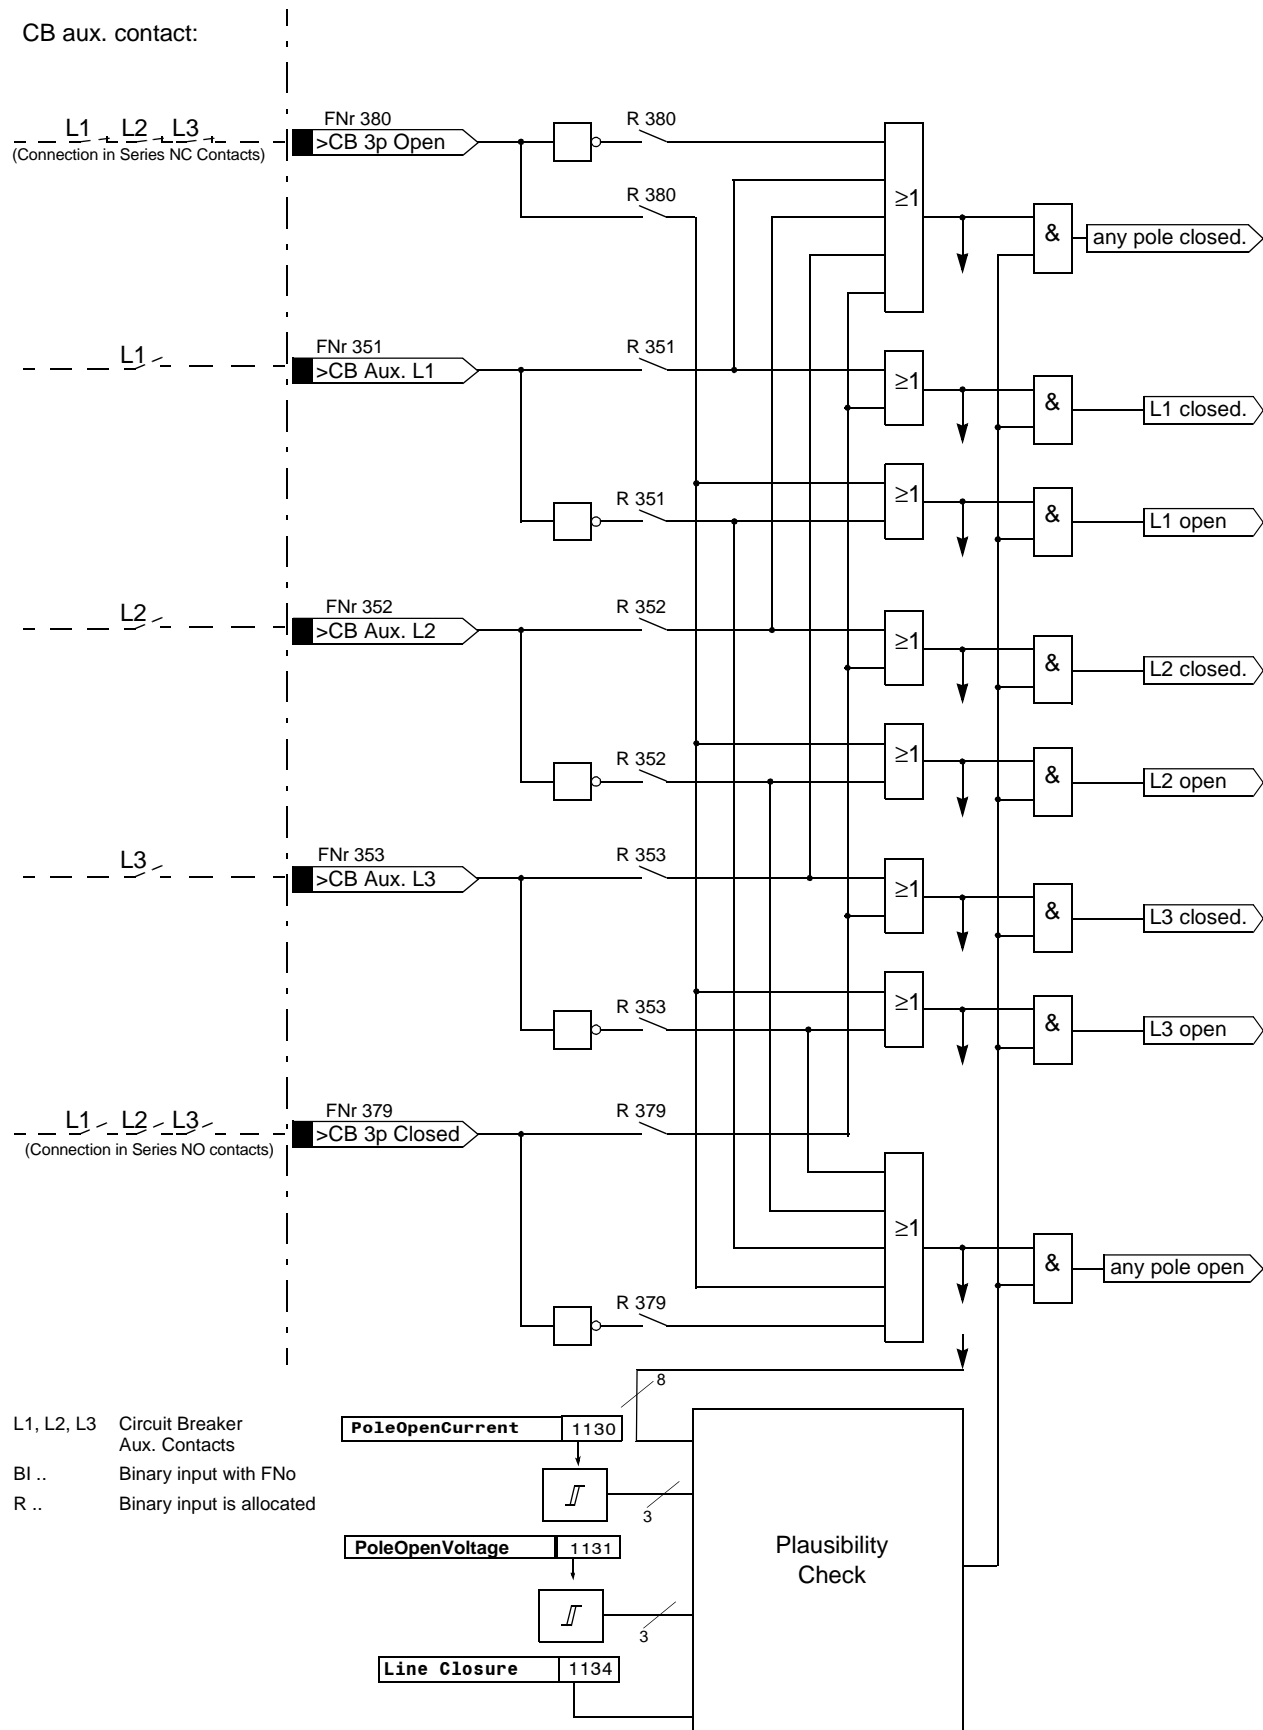 CB aux. contact:
L1 L2 L3
(Connection in Series NC Contacts)
FNr 380
>CB 3p Open
R 380
R 380
≥1
&
any pole closed.
L1
FNr 351
>CB Aux. L1
R 351
≥1
&
L1 closed.
R 351
≥1
&
L1 open
L2
FNr 352
>CB Aux. L2
R 352
≥1
&
L2 closed.
R 352
≥1
&
L2 open
L3
FNr 353
>CB Aux. L3
R 353
≥1
&
L3 closed.
R 353
≥1
&
L3 open
L1 L2 L3
(Connection in Series NO contacts)
FNr 379
>CB 3p Closed
R 379
≥1
&
any pole open
R 379
8
L1, L2, L3 Circuit Breaker
Aux. Contacts
BI .. Binary input with FNo
R .. Binary input is allocated
PoleOpenCurrent 1130
3
PoleOpenVoltage 1131
3
Line Closure 1134
Plausibility
Check